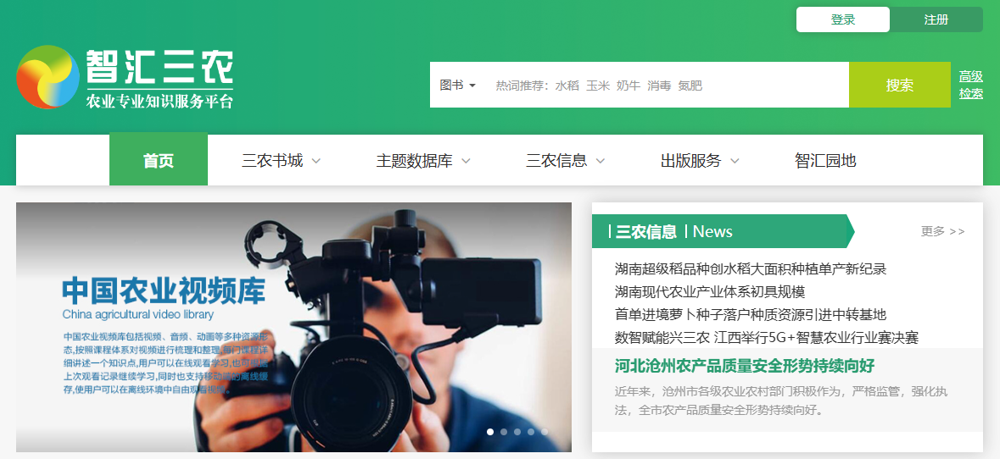 登录
注册
智汇三农
农业专业知识服务平台
图书
热词推荐：水稻 玉米 奶牛 消毒 氮肥
搜索
高级
检索
首页
三农书城
主题数据库
三农信息
出版服务
智汇园地
中国农业视频库
China agricultural video library
中国农业视频库包括视频、音频、动画等多种资源形
态,按照课程体系对视频进行梳理和整理,每门课程详
细讲述一个知识点,用户可以在线观看学习,也可根据
上次观看记录继续学习,同时也支持移动端的离线缓
存,使用户可以在离线环境中自由观看视频。
三农信息 | News
更多 >>
湖南超级稻品种创水稻大面积种植单产新纪录
湖南现代农业产业体系初具规模
首单进境萝卜种子落户种质资源引进中转基地
数智赋能兴三农 江西举行5G+智慧农业行业赛决赛
河北沧州农产品质量安全形势持续向好
近年来，沧州市各级农业农村部门积极作为，严格监管，强化执
法，全市农产品质量安全形势持续向好。